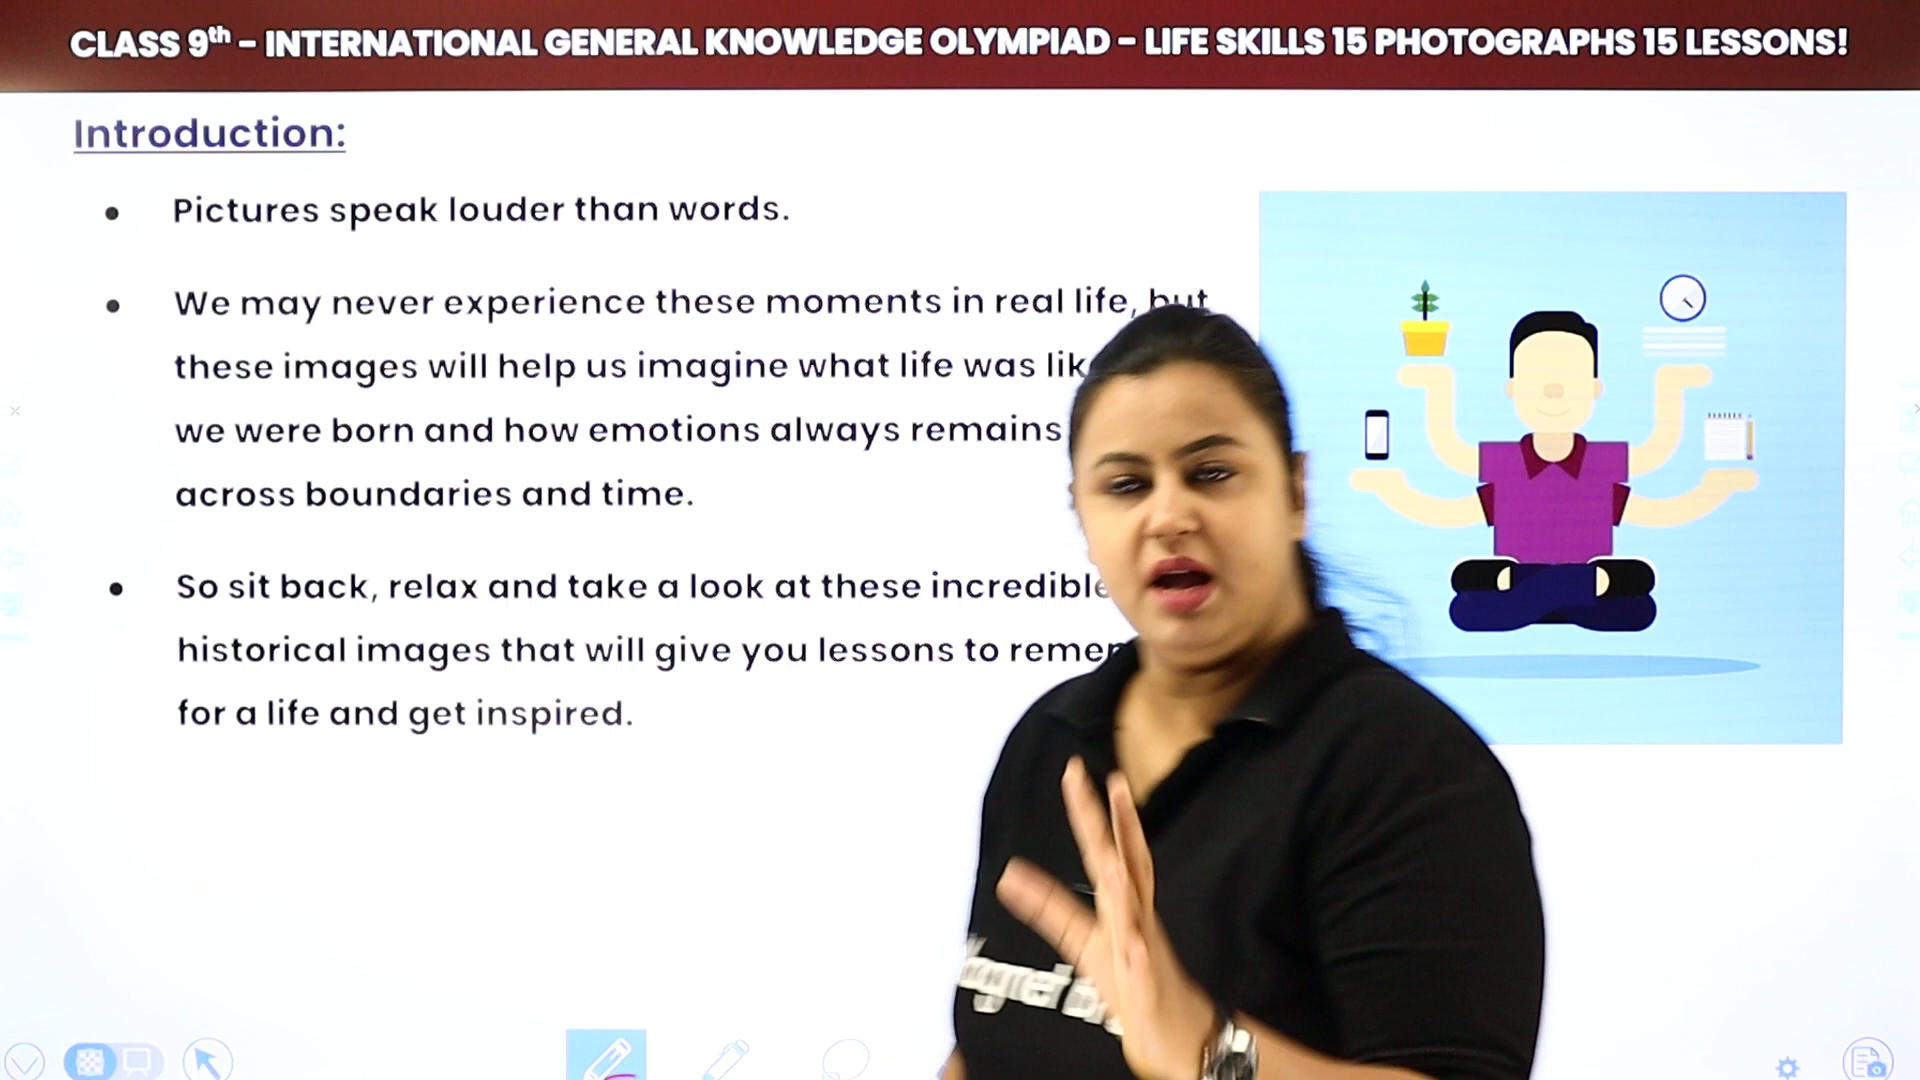 CLASS 9th – INTERNATIONAL GENERAL KNOWLEDGE OLYMPIAD – LIFE SKILLS 15 PHOTOGRAPHS 15 LESSONS!
Introduction:
• Pictures speak louder than words.
• We may never experience these moments in real life, but
these images will help us imagine what life was
we were born and how emotions always remains
across boundaries and time.
• So sit back, relax and take a look at these incredible
historical images that will give you lessons to
for a life and get inspired.